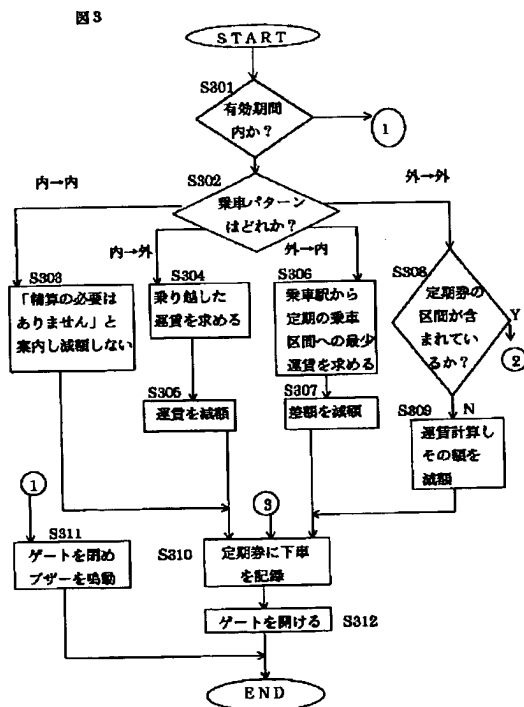 図3
START
S301
有効期間
内か？
1
S302
内→内
外→外
乗車パターン
はどれか？
内→外
外→内
S303
「精算の必要は
ありません」と
案内し減額しない
S304
乗り越した
運賃を求める
S306
乗車駅から
定期の乗車
区間への最少
運賃を求める
S308
定期券の
区間が含
まれてい
るか？
Y
2
S305
運賃を減額
S307
差額を減額
S309
N
運賃計算し
その額を
減額
1
3
S311
ゲートを閉め
ブザーを鳴動
S310
定期券に下車
を記録
ゲートを開ける
S312
END